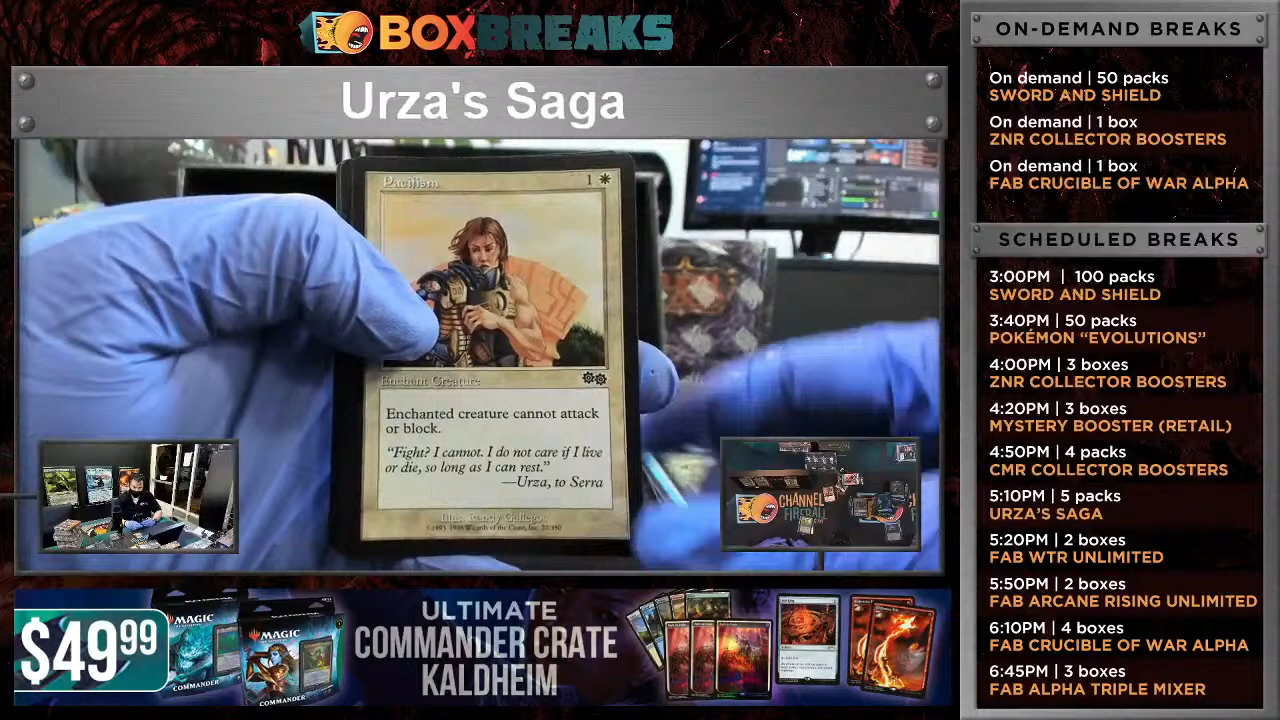 BOXBREAKS
Urza's Saga
Pacifism 1
Enchant Creature
Enchanted creature cannot attack
or block.
"Fight? I cannot. I do not care if I live
or die, so long as I can rest."
—Urza, to Serra
Illus. Randy Gallegos
CHANNEL
FIREBALL
$49.99
MAGIC
COMMANDER
MAGIC
COMMANDER
ULTIMATE
COMMANDER CRATE
KALDHEIM
ON-DEMAND BREAKS
On demand | 50 packs
SWORD AND SHIELD
On demand | 1 box
ZNR COLLECTOR BOOSTERS
On demand | 1 box
FAB CRUCIBLE OF WAR ALPHA
SCHEDULED BREAKS
3:00PM | 100 packs
SWORD AND SHIELD
3:40PM | 50 packs
POKÉMON “EVOLUTIONS”
4:00PM | 3 boxes
ZNR COLLECTOR BOOSTERS
4:20PM | 3 boxes
MYSTERY BOOSTER (RETAIL)
4:50PM | 4 packs
CMR COLLECTOR BOOSTERS
5:10PM | 5 packs
URZA’S SAGA
5:20PM | 2 boxes
FAB WTR UNLIMITED
5:50PM | 2 boxes
FAB ARCANE RISING UNLIMITED
6:10PM | 4 boxes
FAB CRUCIBLE OF WAR ALPHA
6:45PM | 3 boxes
FAB ALPHA TRIPLE MIXER